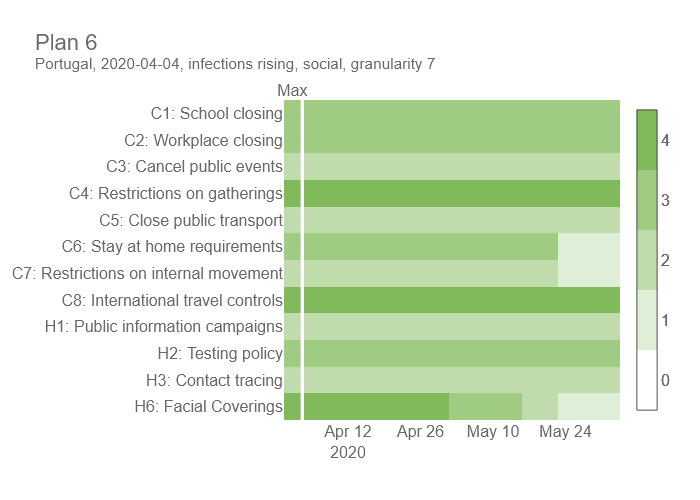 Plan 6
Portugal, 2020-04-04, infections rising, social, granularity 7
Max
C1: School closing
C2: Workplace closing
C3: Cancel public events
C4: Restrictions on gatherings
C5: Close public transport
C6: Stay at home requirements
C7: Restrictions on internal movement
C8: International travel controls
H1: Public information campaigns
H2: Testing policy
H3: Contact tracing
H6: Facial Coverings
Apr 12 Apr 26 May 10 May 24
2020
4
3
2
1
0